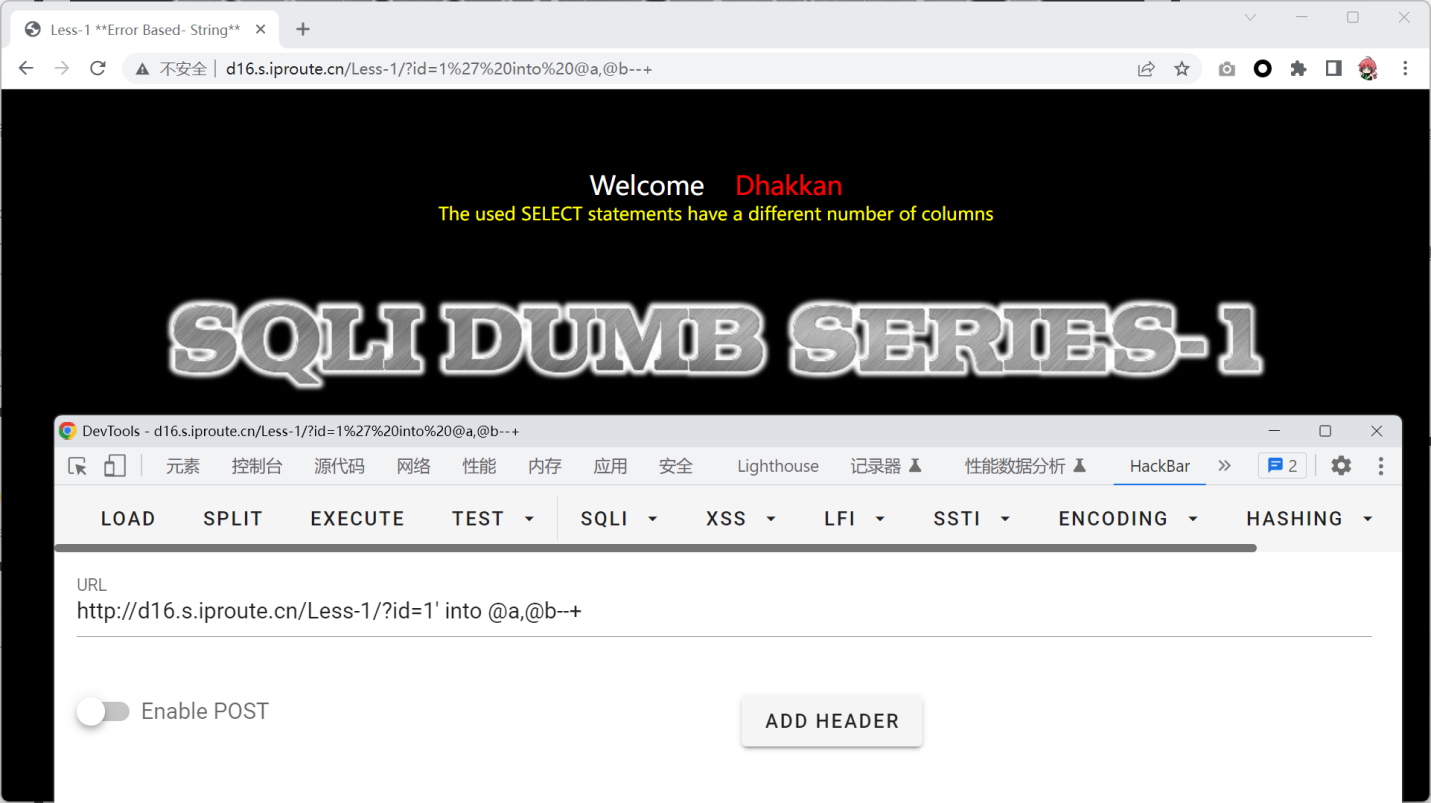 Less-1 **Error Based- String**
不安全 | d16.s.iproute.cn/Less-1/?id=1%27%20into%20@a,@b--+
Welcome Dhakkan
The used SELECT statements have a different number of columns
SQLI DUMB SERIES-1
DevTools - d16.s.iproute.cn/Less-1/?id=1%27%20into%20@a,@b--+
元素 控制台 源代码 网络 性能 内存 应用 安全 Lighthouse 记录器 性能数据分析 HackBar 2
LOAD SPLIT EXECUTE TEST SQLI XSS LFI SSTI ENCODING HASHING
URL
http://d16.s.iproute.cn/Less-1/?id=1' into @a,@b--+
Enable POST
ADD HEADER